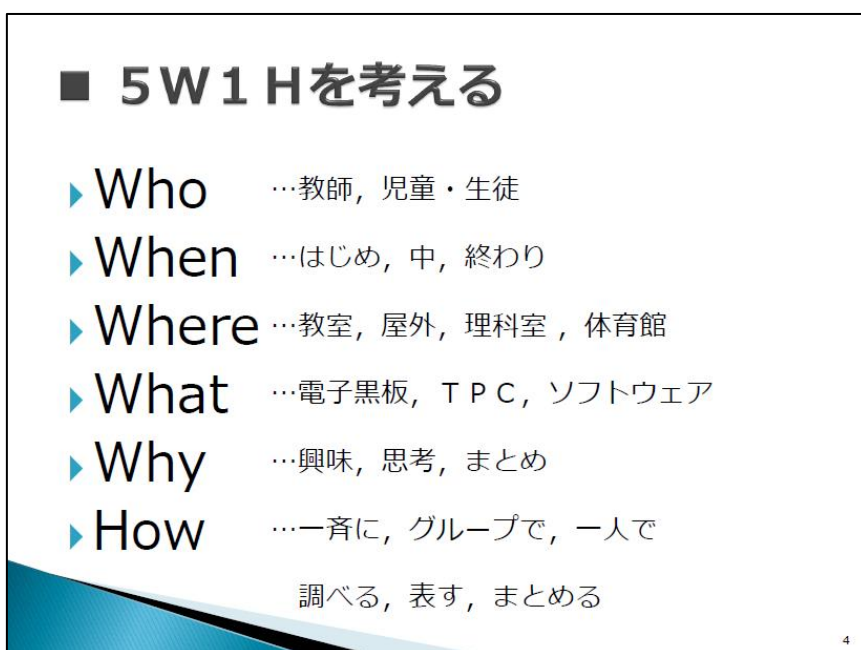 ■ 5W1Hを考える
Who …教師，児童・生徒
When …はじめ，中，終わり
Where …教室，屋外，理科室，体育館
What …電子黒板，ＴＰＣ，ソフトウェア
Why …興味，思考，まとめ
How …一斉に，グループで，一人で
調べる，表す，まとめる
4